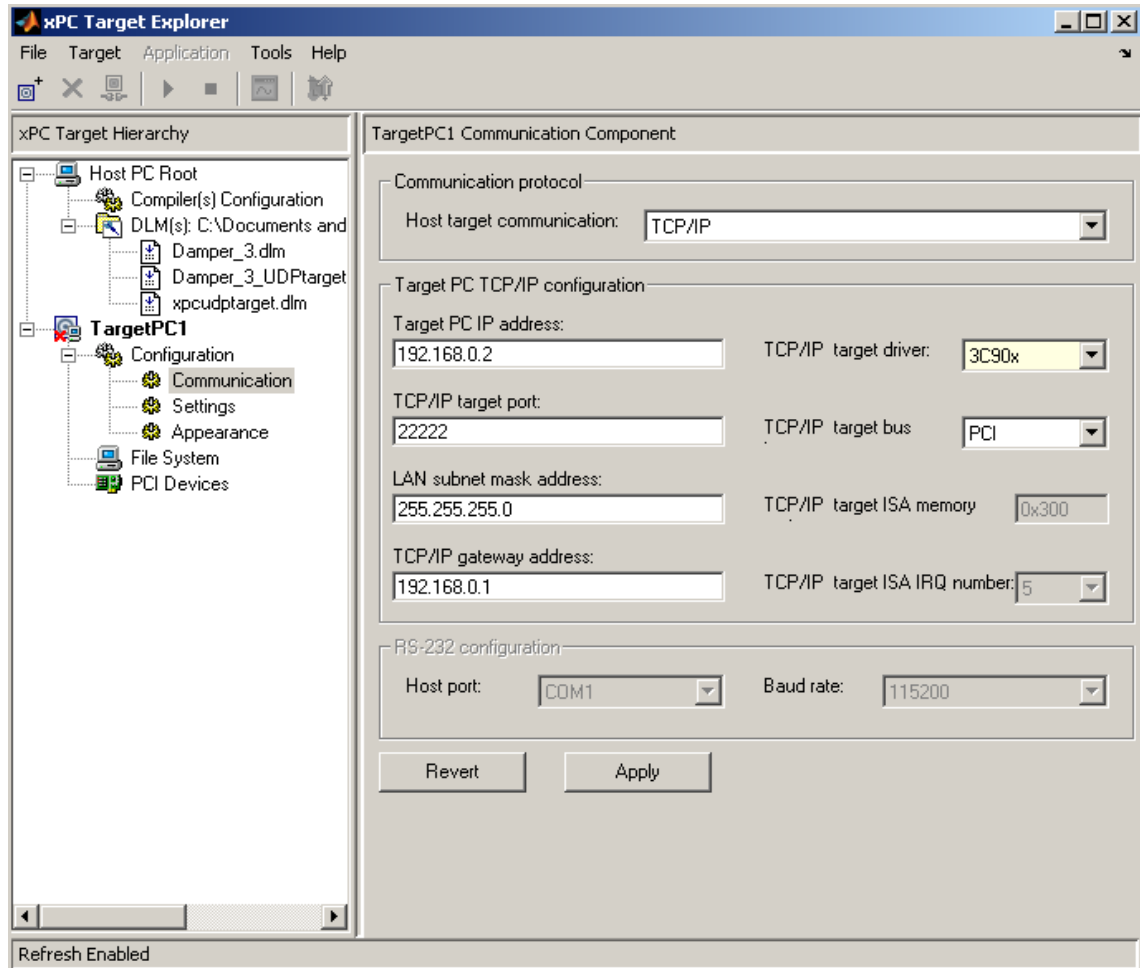 xPC Target Explorer
File Target Application Tools Help
xPC Target Hierarchy
Host PC Root
Compiler(s) Configuration
DLM(s): C:\Documents and
Damper_3.dlm
Damper_3_UDPtarget
xpcudptarget.dlm
TargetPC1
Configuration
Communication
Settings
Appearance
File System
PCI Devices
TargetPC1 Communication Component
Communication protocol
Host target communication: TCP/IP
Target PC TCP/IP configuration
Target PC IP address:
192.168.0.2
TCP/IP target driver: 3C90x
TCP/IP target port:
22222
TCP/IP target bus PCI
LAN subnet mask address:
255.255.255.0
TCP/IP target ISA memory 0x300
TCP/IP gateway address:
192.168.0.1
TCP/IP target ISA IRQ number: 5
RS-232 configuration
Host port: COM1 Baud rate: 115200
Revert Apply
Refresh Enabled